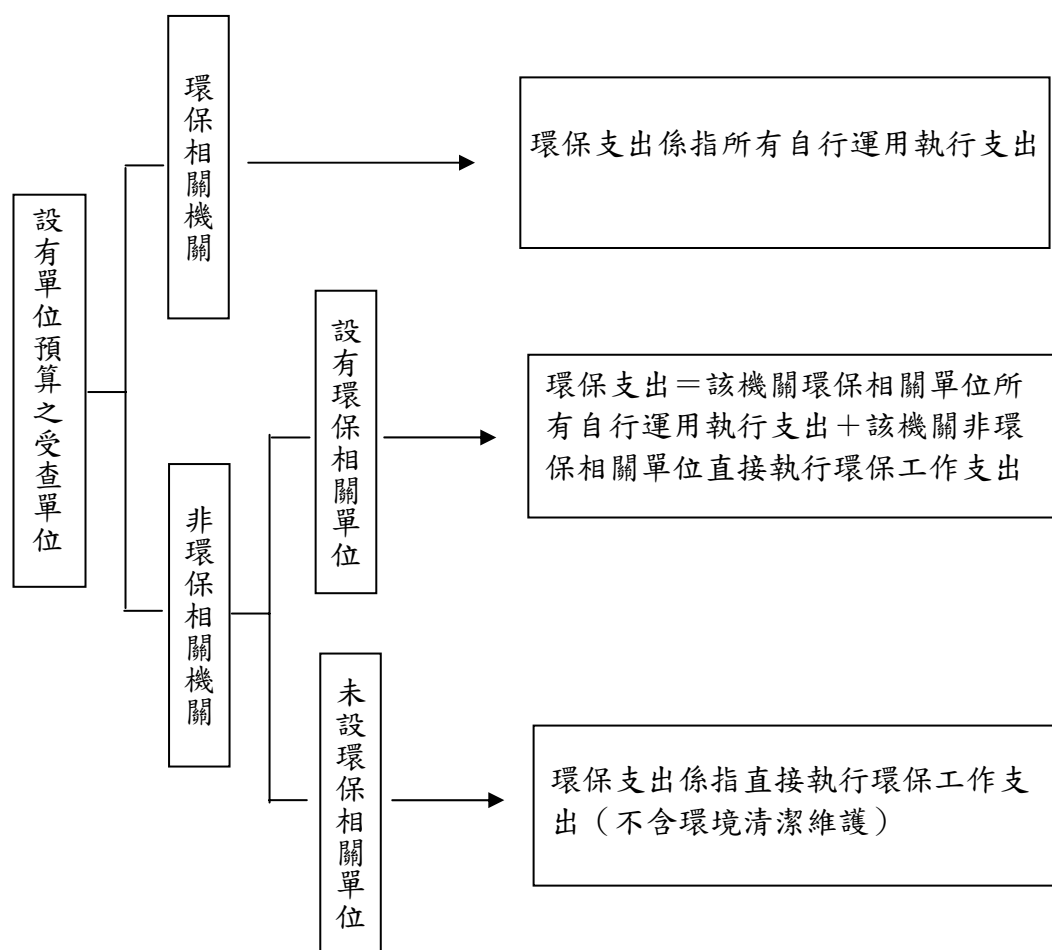 設有單位預算之受查單位
環保相關機關
環保支出係指所有自行運用執行支出
非環保相關機關
設有環保相關單位
環保支出＝該機關環保相關單位所
有自行運用執行支出＋該機關非環
保相關單位直接執行環保工作支出
未設環保相關單位
環保支出係指直接執行環保工作支
出（不含環境清潔維護）